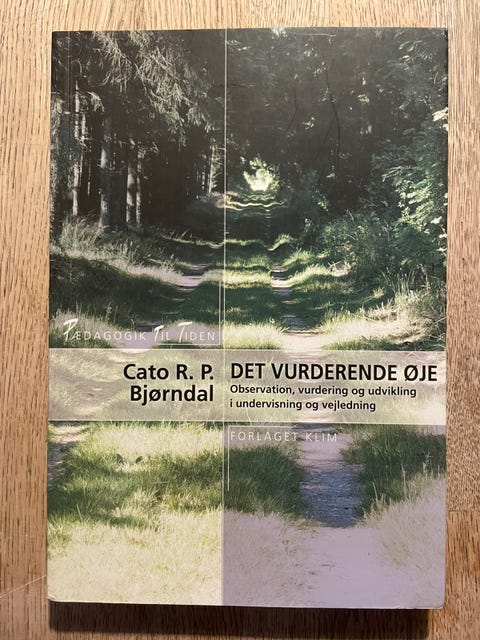 PÆDAGOGIK TIL TIDEN
Cato R. P.
Bjørndal
DET VURDERENDE ØJE
Observation, vurdering og udvikling
i undervisning og vejledning
FORLAGET KLIM